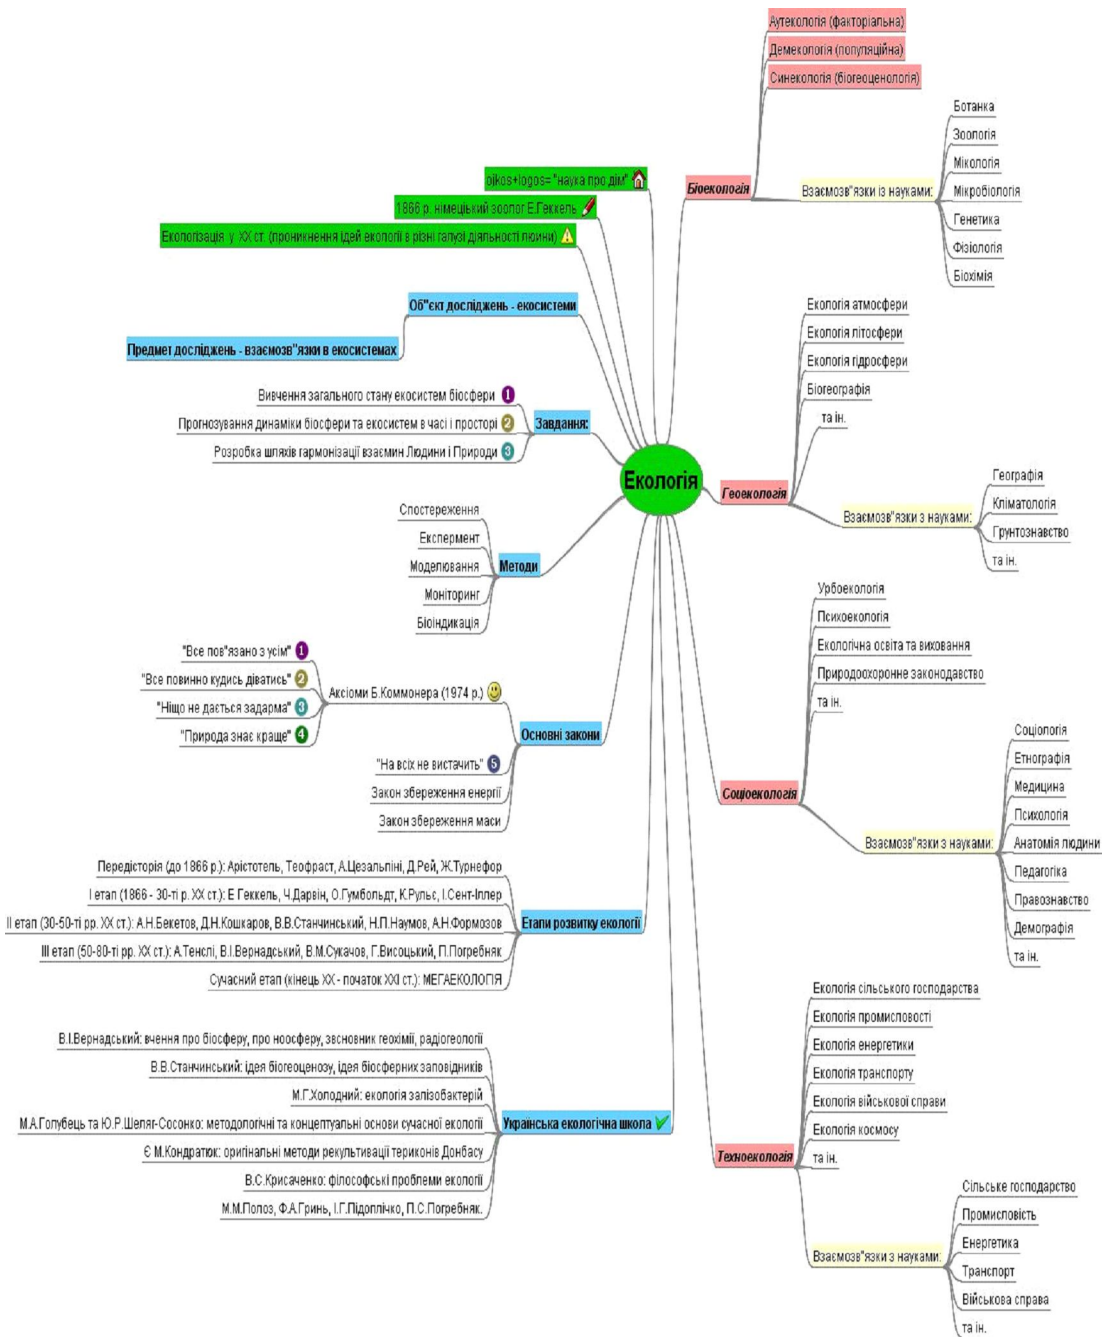 Екологія
oikos+logos= "наука про дім"
1866 р. німецький зоолог Е.Геккель
Екологізація у XX ст. (проникнення ідей екології в різні галузі діяльності люини)
Об"єкт досліджень - екосистеми
Предмет досліджень - взаємозв"язки в екосистемах
Завдання:
1 Вивчення загального стану екосистем біосфери
2 Прогнозування динаміки біосфери та екосистем в часі і просторі
3 Розробка шляхів гармонізації взаємин Людини і Природи
Методи
Спостереження
Експермент
Моделювання
Моніторинг
Біоіндикація
Основні закони
Аксіоми Б.Коммонера (1974 р.)
1 "Все пов"язано з усім"
2 "Все повинно кудись діватись"
3 "Ніщо не дається задарма"
4 "Природа знає краще"
5 "На всіх не вистачить"
Закон збереження енергії
Закон збереження маси
Етапи розвитку екології
Передісторія (до 1866 р.): Арістотель, Теофраст, А.Цезальпіні, Д.Рей, Ж.Турнефор
І етап (1866 - 30-ті р. XX ст.): Е.Геккель, Ч.Дарвін, О.Гумбольдт, К.Рульє, І.Сент-Іллер
ІІ етап (30-50-ті рр. XX ст.): А.Н.Бекетов, Д.Н.Кошкаров, В.В.Станчинський, Н.П.Наумов, А.Н.Формозов
ІІІ етап (50-80-ті рр. XX ст.): А.Тенслі, В.І.Вернадський, В.М.Сукачов, Г.Висоцький, П.Погребняк
Сучасний етап (кінець XX - початок XXI ст.): МЕГАЕКОЛОГІЯ
Українська екологічна школа
В.І.Вернадський: вчення про біосферу, про ноосферу, звсновник геохімії, радіогеології
В.В.Станчинський: ідея біогеоценозу, ідея біосферних заповідників
М.Г.Холодний: екологія залізобактерій
М.А.Голубець та Ю.Р.Шеляг-Сосонко: методологічні та концептуальні основи сучасної екології
Є.М.Кондратюк: оригінальні методи рекультивації териконів Донбасу
В.С.Крисаченко: філософські проблеми екології
М.М.Полоз, Ф.А.Гринь, І.Г.Підоплічко, П.С.Погребняк.
Біоекологія
Аутекологія (факторіальна)
Демекологія (популяційна)
Синекологія (біогеоценологія)
Взаємозв"язки із науками:
Ботанка
Зоологія
Мікологія
Мікробіологія
Генетика
Фізіологія
Біохімія
Геоекологія
Екологія атмосфери
Екологія літосфери
Екологія гідросфери
Біогеографія
та ін.
Взаємозв"язки з науками:
Географія
Кліматологія
Грунтознавство
та ін.
Соціоекологія
Урбоекологія
Психоекологія
Екологічна освіта та виховання
Природоохоронне законодавство
та ін.
Взаємозв"язки з науками:
Соціологія
Етнографія
Медицина
Психологія
Анатомія людини
Педагогіка
Правознавство
Демографія
та ін.
Техноекологія
Екологія сільського господарства
Екологія промисловості
Екологія енергетики
Екологія транспорту
Екологія військової справи
Екологія космосу
та ін.
Взаємозв"язки з науками:
Сільське господарство
Промисловість
Енергетика
Транспорт
Військова справа
та ін.